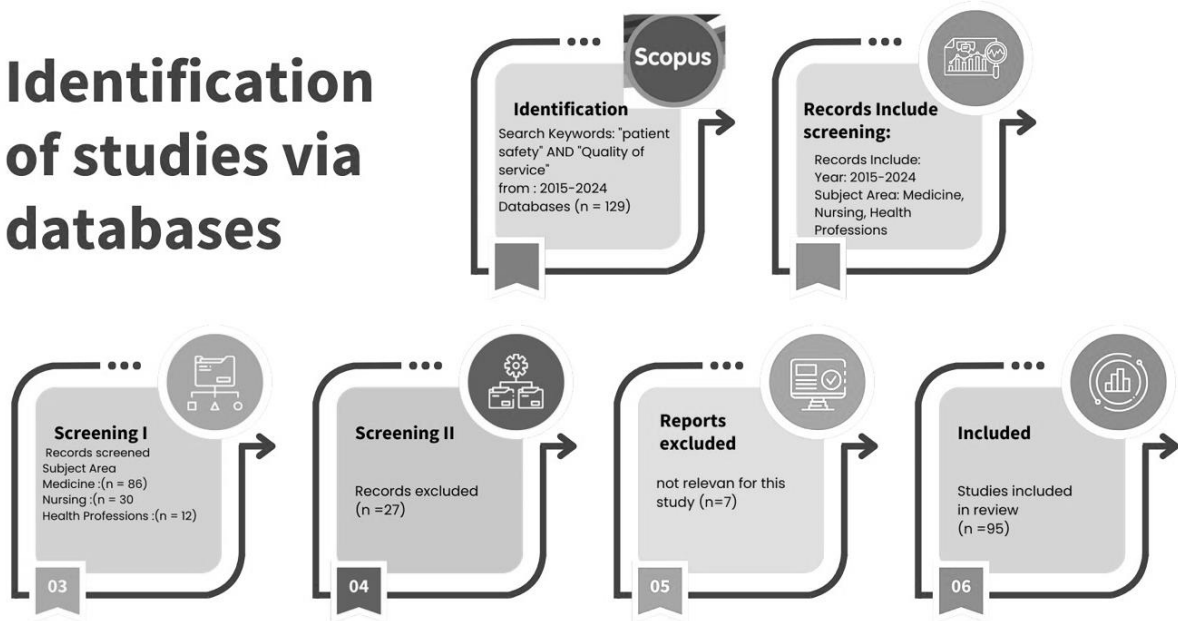 Identification
of studies via
databases
Scopus
Identification
Search Keywords: "patient
safety" AND "Quality of
service"
from : 2015-2024
Databases (n = 129)
Records Include
screening:
Records Include:
Year: 2015-2024
Subject Area: Medicine,
Nursing, Health
Professions
Screening I
Records screened
Subject Area
Medicine :(n = 86)
Nursing :(n = 30
Health Professions :(n = 12)
03
Screening II
Records excluded
(n =27)
04
Reports
excluded
not relevan for this
study (n=7)
05
Included
Studies included
in review
(n =95)
06